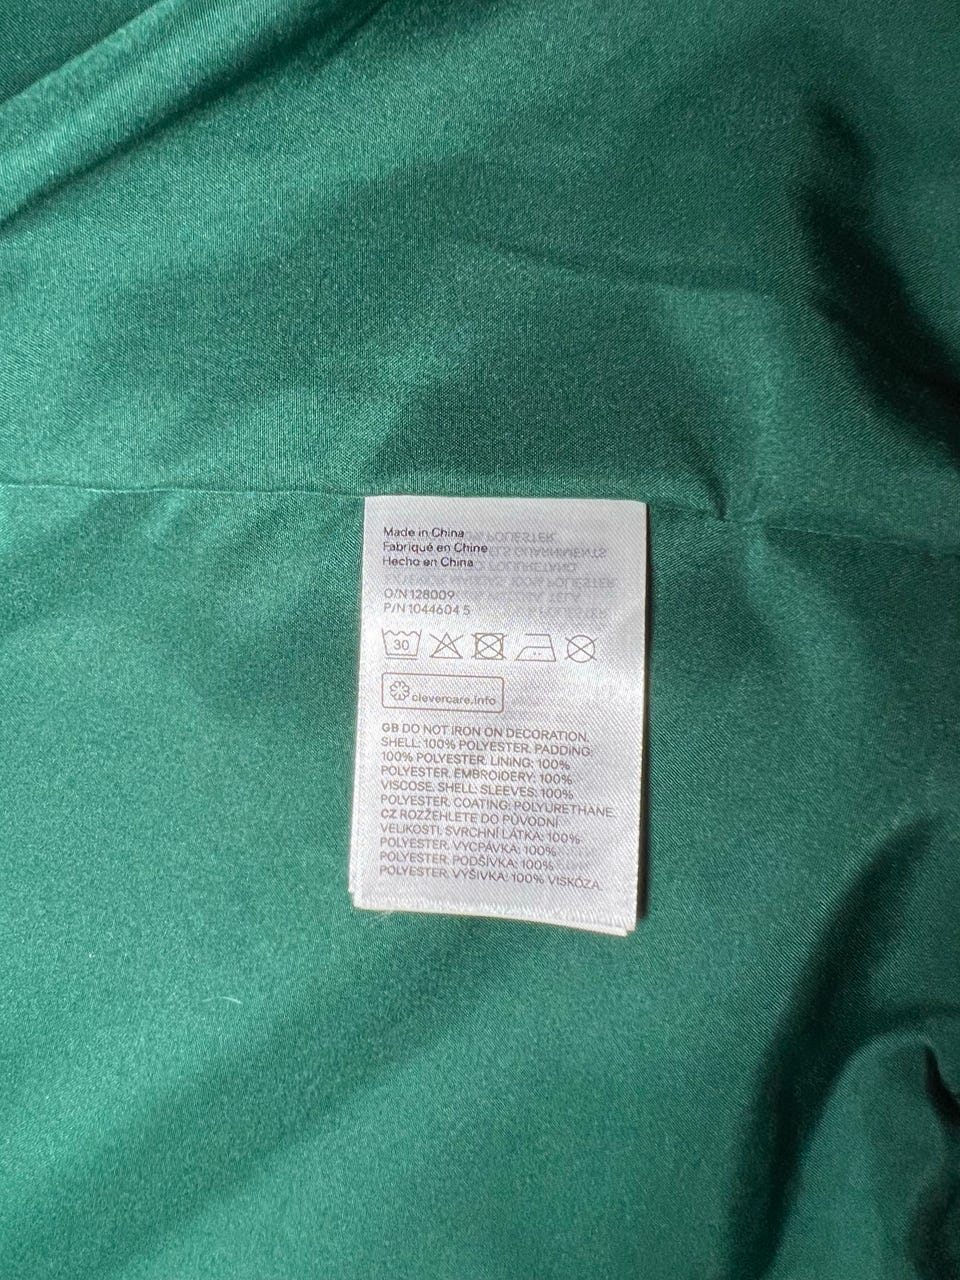 Made in China
Fabriqué en Chine
Hecho en China
O/N 128009
P/N 1044604 5
30
clevercare.info
GB DO NOT IRON ON DECORATION.
SHELL: 100% POLYESTER. PADDING:
100% POLYESTER. LINING: 100%
POLYESTER. EMBROIDERY: 100%
VISCOSE. SHELL: SLEEVES: 100%
POLYESTER. COATING: POLYURETHANE.
CZ ROZŽEHLETE DO PŮVODNÍ
VELIKOSTI. SVRCHNÍ LÁTKA: 100%
POLYESTER. VYCPÁVKA: 100%
POLYESTER. PODŠÍVKA: 100%
POLYESTER. VÝŠIVKA: 100% VISKÓZA.